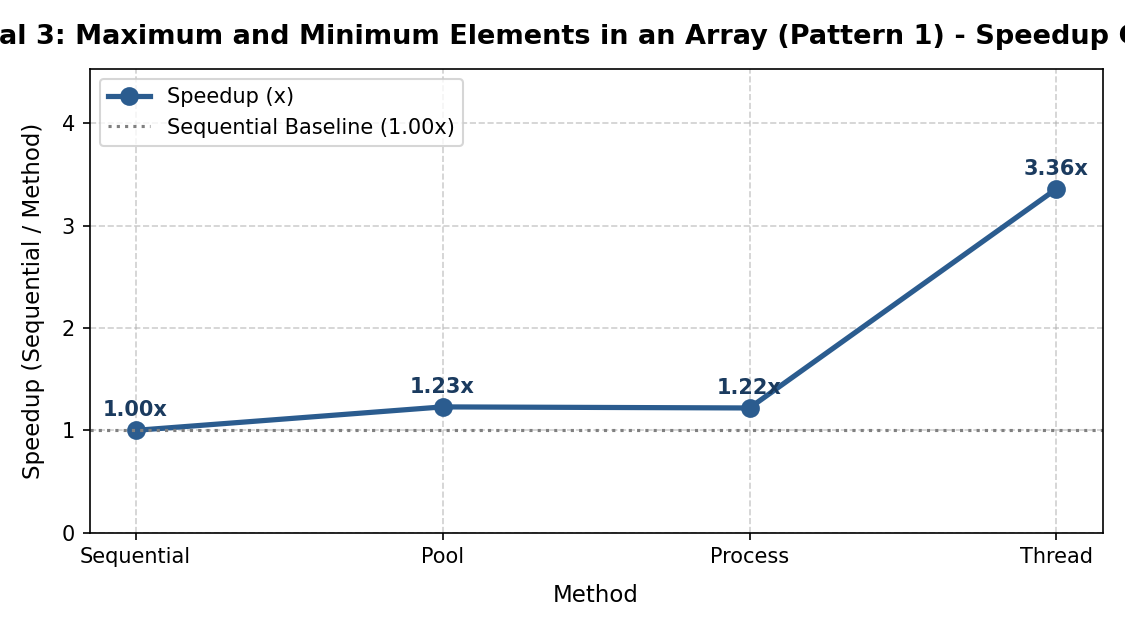 al 3: Maximum and Minimum Elements in an Array (Pattern 1) - Speedup
Speedup (x)
Sequential Baseline (1.00x)
Speedup (Sequential / Method)
4
3
2
1
0
1.00x
1.23x
1.22x
3.36x
Sequential
Pool
Process
Thread
Method